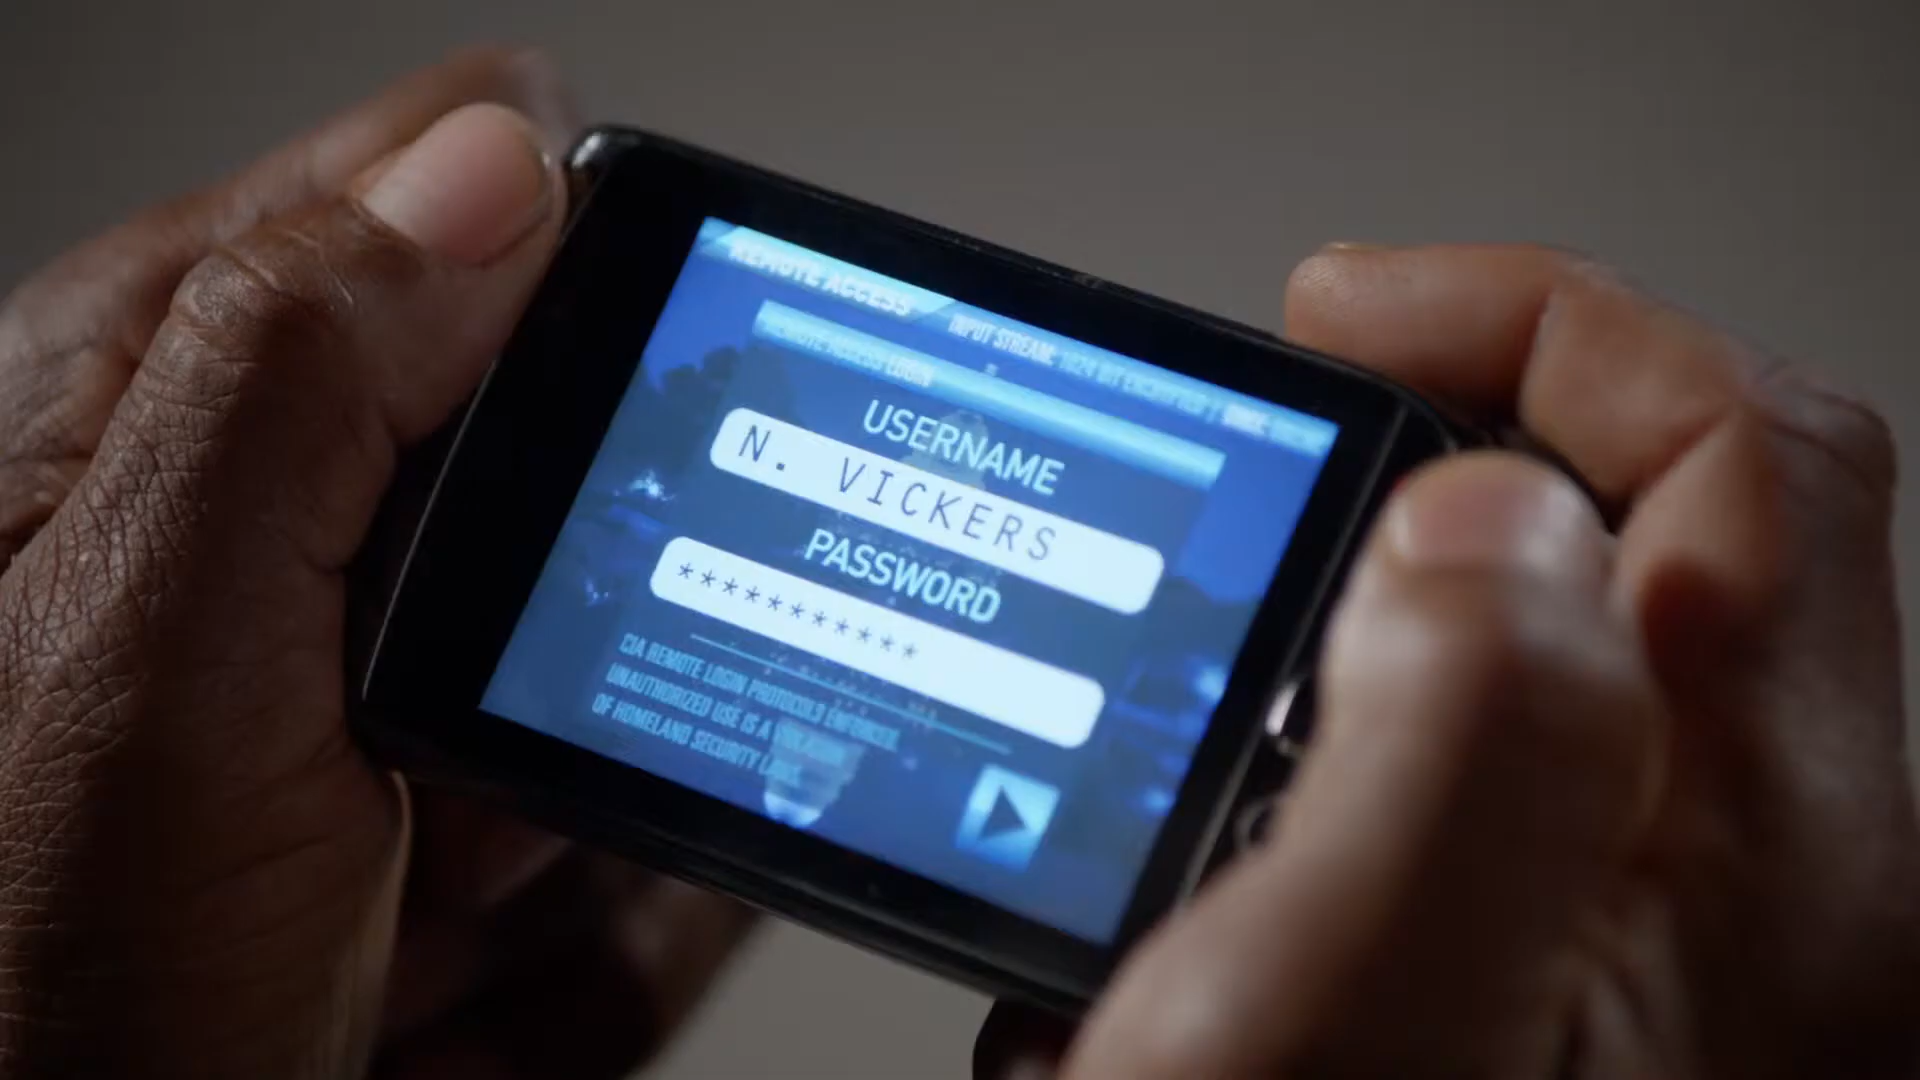 REMOTE ACCESS
INPUT STREAM: 1024 BIT ENCRYPTED |
REMOTE ACCESS LOGIN
USERNAME
N. VICKERS
PASSWORD
***********
CIA REMOTE LOGIN PROTOCOLS ENFORCED.
UNAUTHORIZED USE IS A VIOLATION
OF HOMELAND SECURITY LAWS.